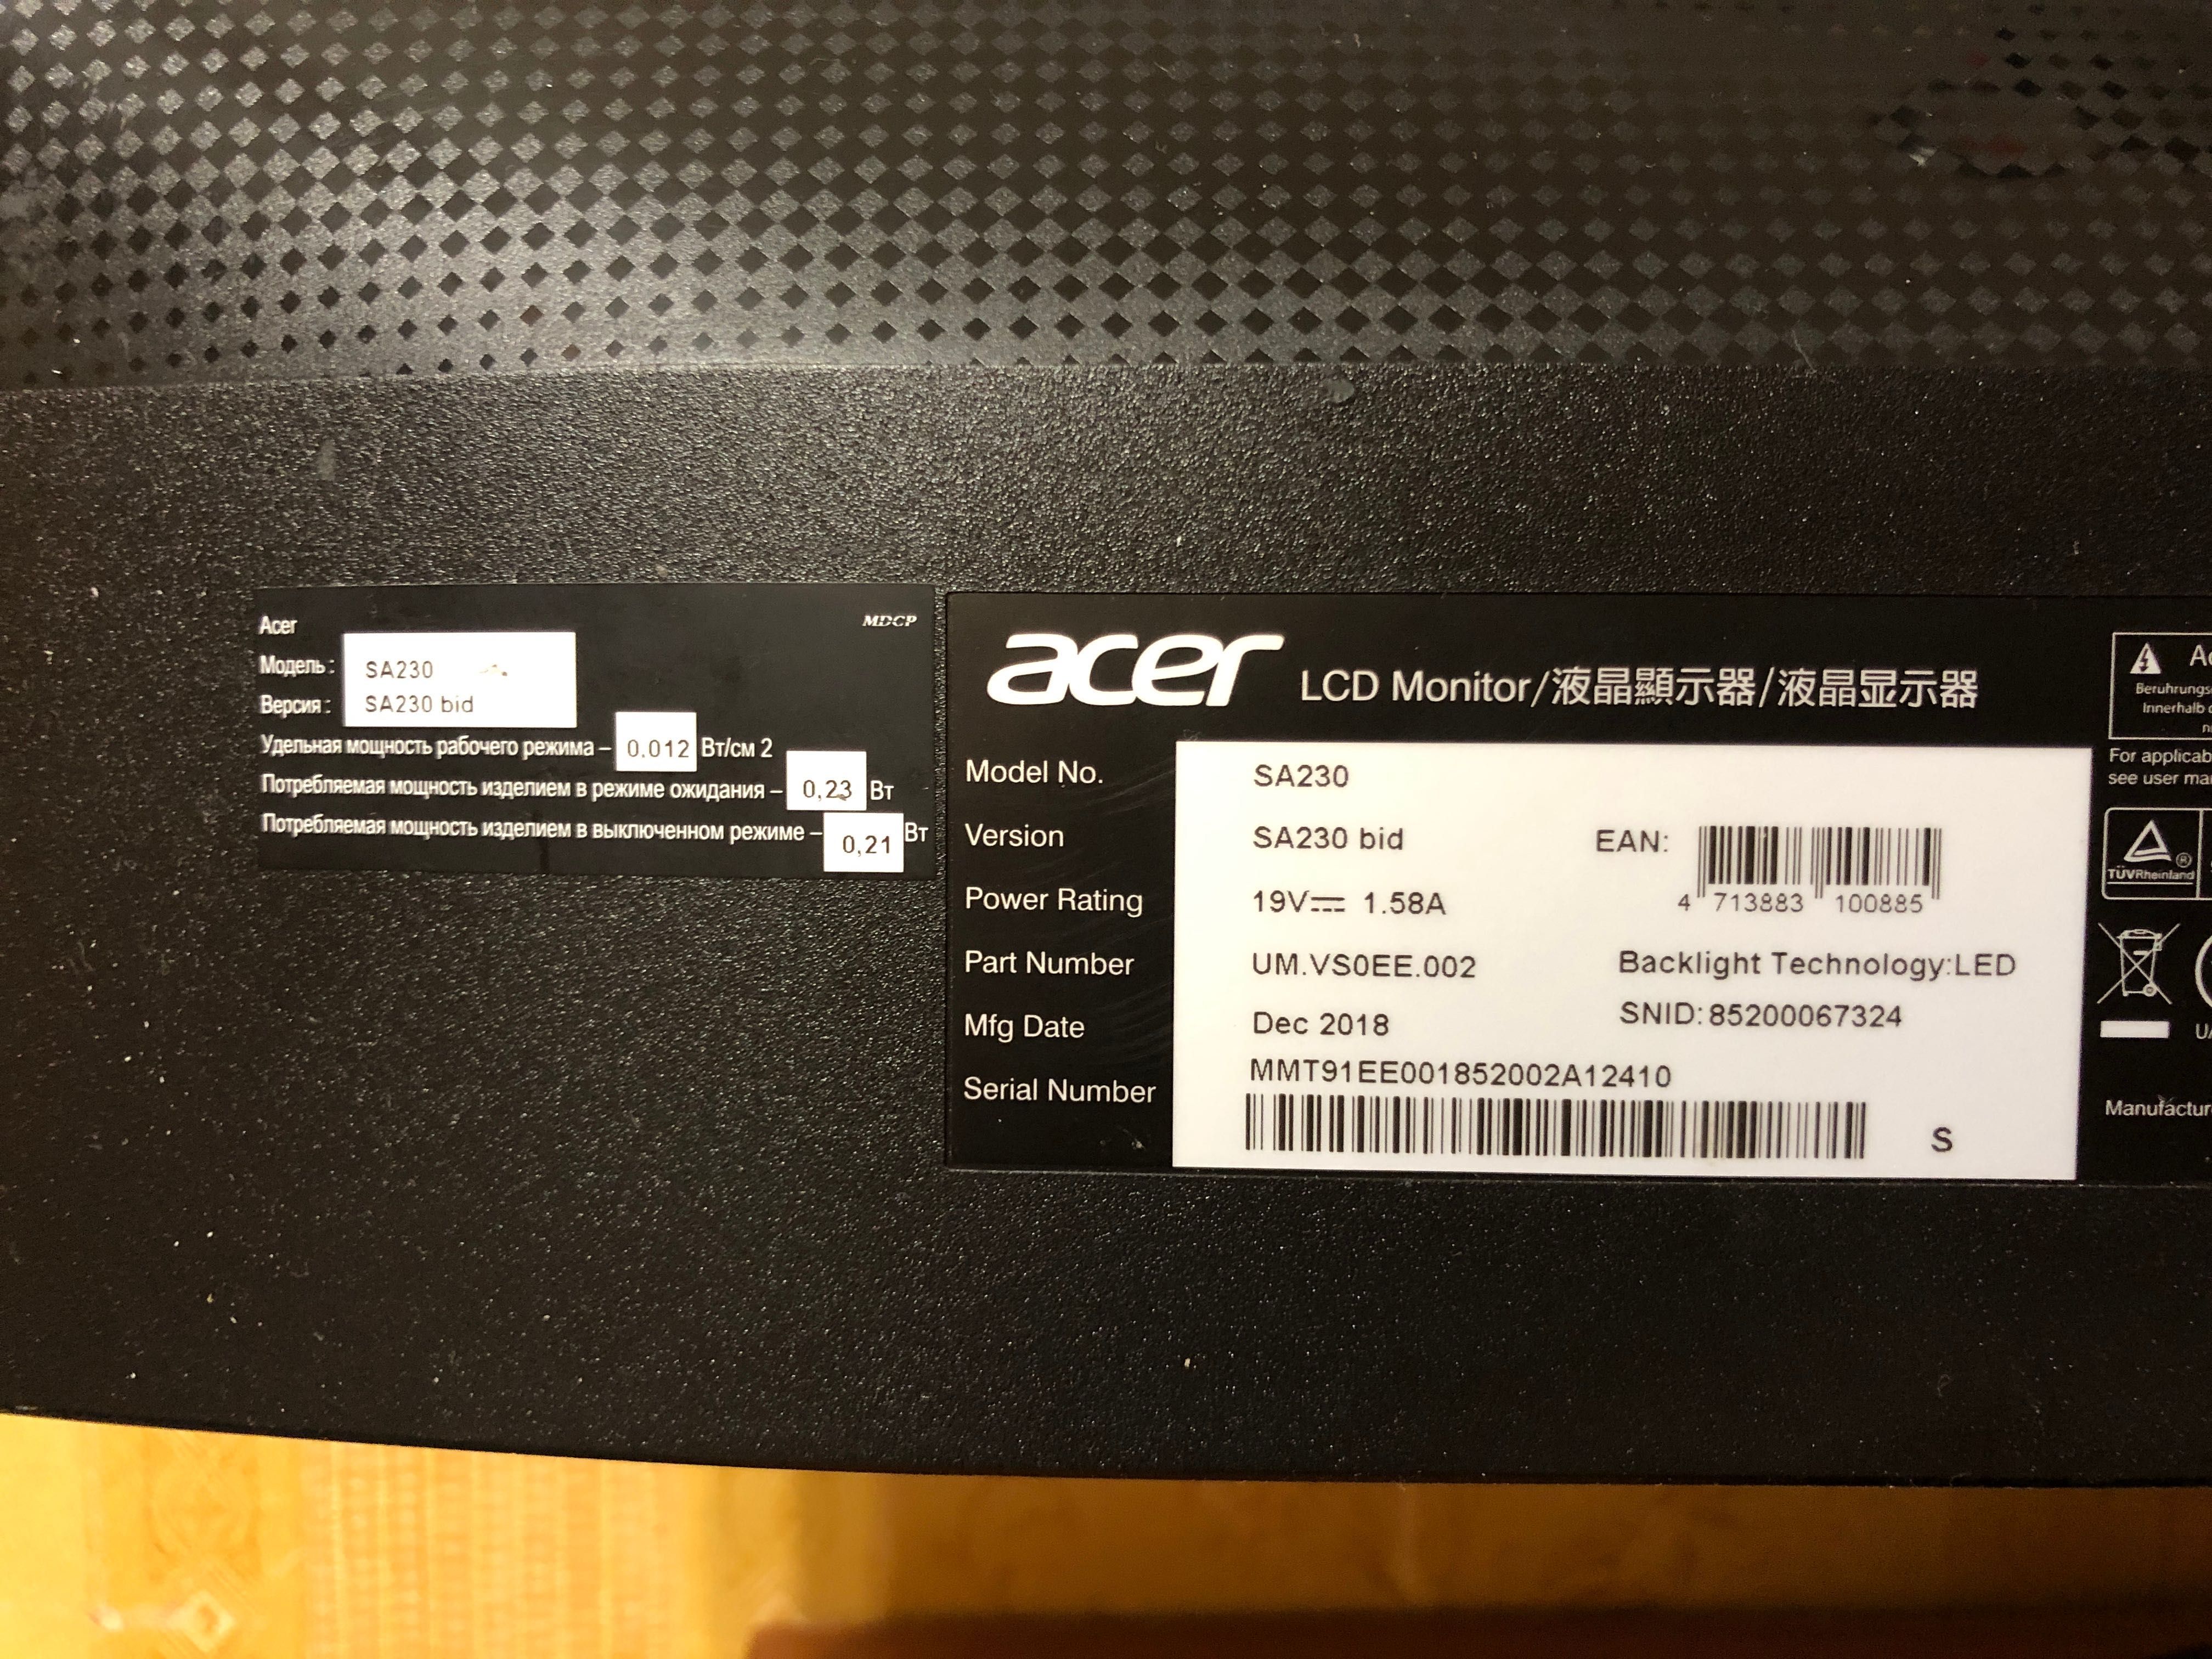 Acer
MDCP
Модель : SA230
Версия : SA230 bid
Удельная мощность рабочего режима – 0.012 Вт/см 2
Потребляемая мощность изделием в режиме ожидания – 0,23 Вт
Потребляемая мощность изделием в выключенном режиме – 0,21 Вт
acer LCD Monitor/液晶顯示器/液晶显示器
Model No. SA230
Version SA230 bid
EAN:
4 713883 100885
Power Rating 19V 1.58A
Part Number UM.VS0EE.002
Backlight Technology:LED
Mfg Date Dec 2018
SNID:85200067324
Serial Number MMT91EE001852002A12410
S
Innerhalb
For
see user
TÜVRheinland